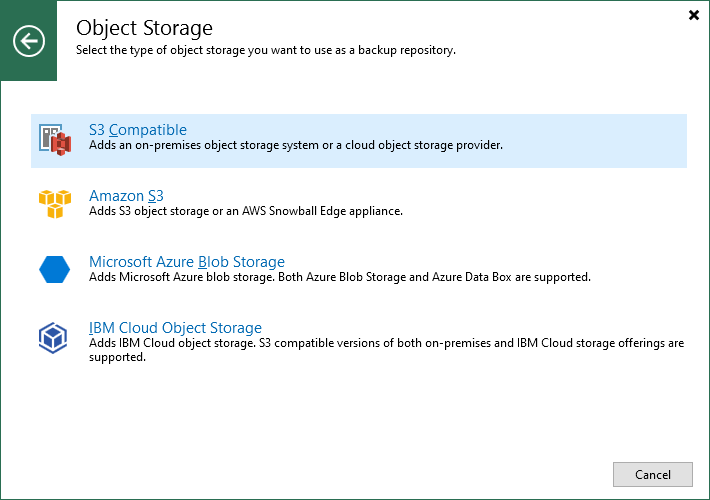 Object Storage
Select the type of object storage you want to use as a backup repository.
S3 Compatible
Adds an on-premises object storage system or a cloud object storage provider.
Amazon S3
Adds S3 object storage or an AWS Snowball Edge appliance.
Microsoft Azure Blob Storage
Adds Microsoft Azure blob storage. Both Azure Blob Storage and Azure Data Box are supported.
IBM Cloud Object Storage
Adds IBM Cloud object storage. S3 compatible versions of both on-premises and IBM Cloud storage offerings are
supported.
Cancel